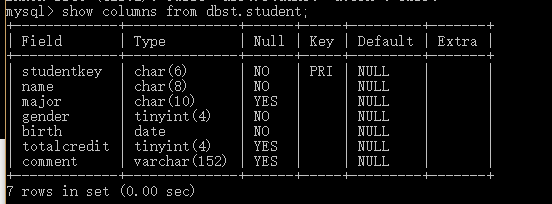 mysql> show columns from dbst.student;
+-------------+--------------+------+-----+---------+-------+
| Field | Type | Null | Key | Default | Extra |
+-------------+--------------+------+-----+---------+-------+
| studentkey | char(6) | NO | PRI | NULL | |
| name | char(8) | NO | | NULL | |
| major | char(10) | YES | | NULL | |
| gender | tinyint(4) | NO | | NULL | |
| birth | date | NO | | NULL | |
| totalcredit | tinyint(4) | YES | | NULL | |
| comment | varchar(152) | YES | | NULL | |
+-------------+--------------+------+-----+---------+-------+
7 rows in set (0.00 sec)